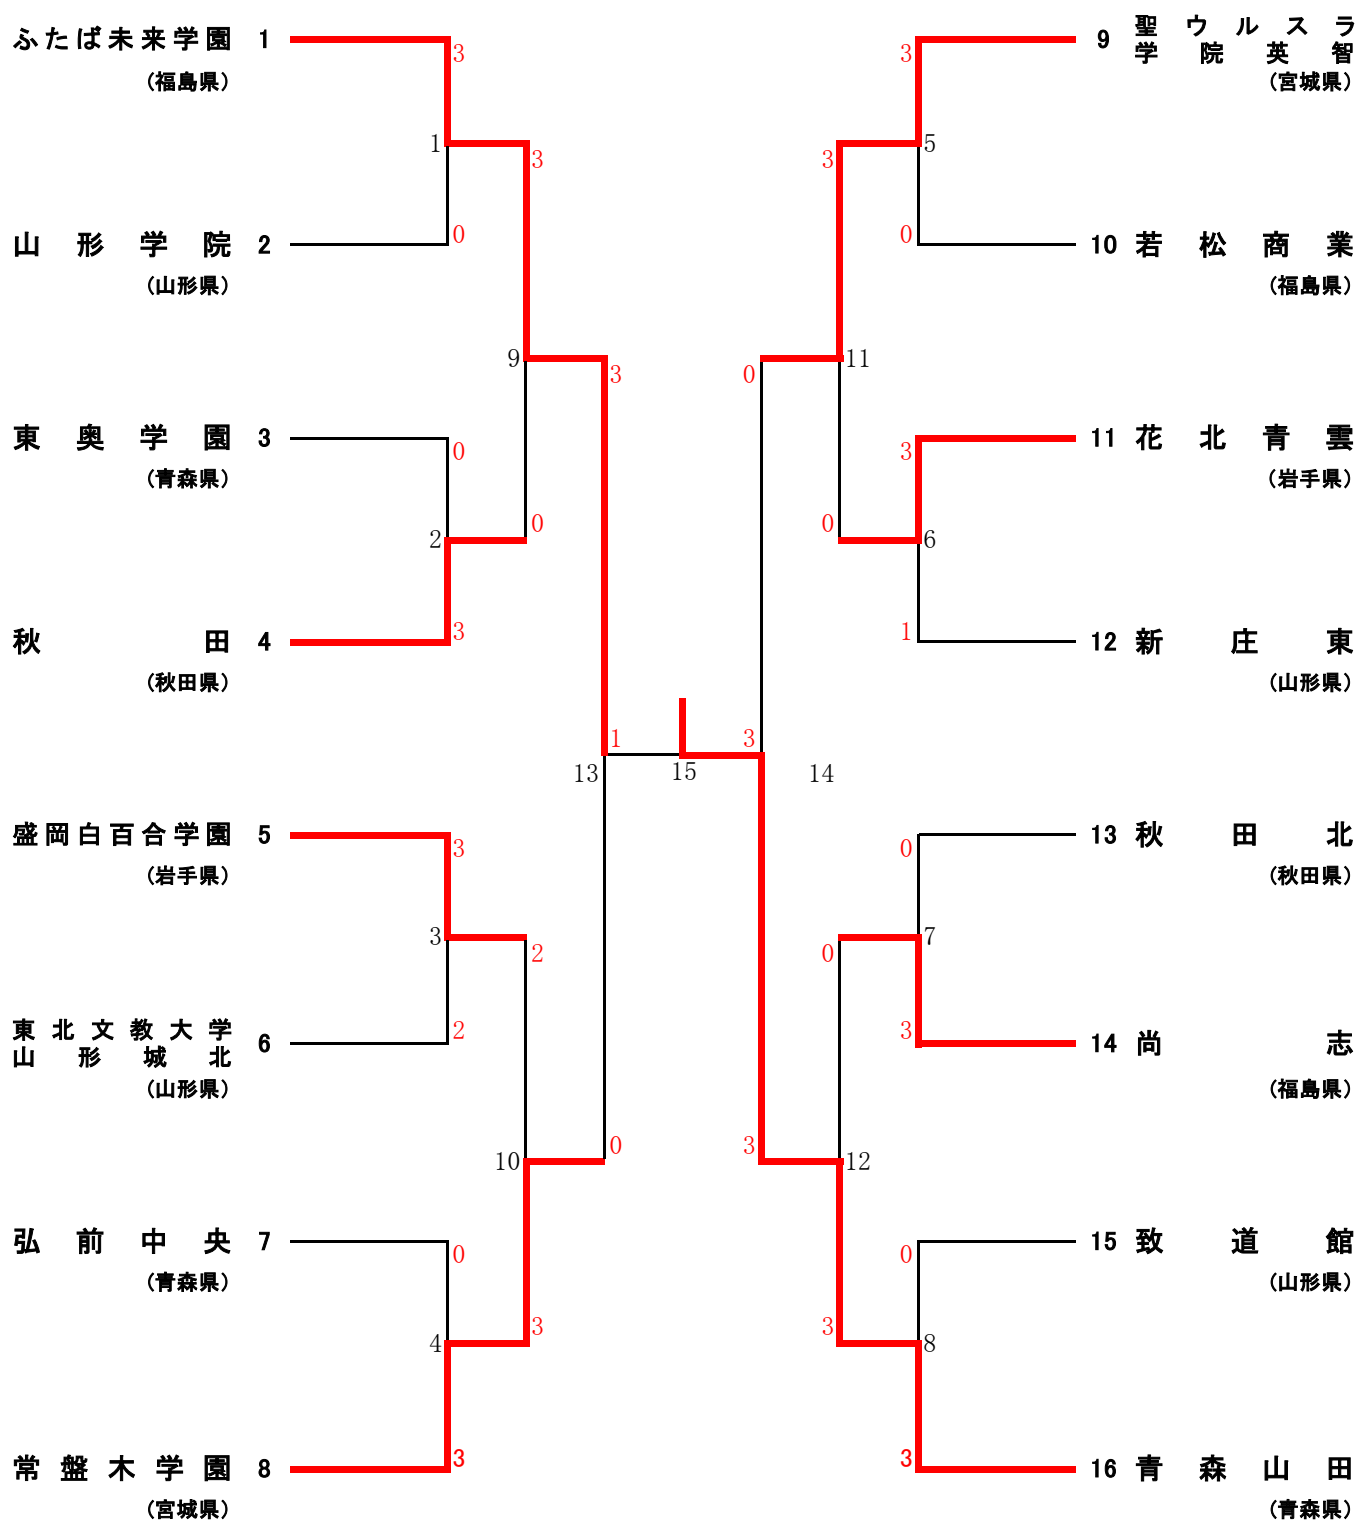 ふたば未来学園 1
(福島県)
山形学院 2
(山形県)
東奥学園 3
(青森県)
秋田 4
(秋田県)
盛岡白百合学園 5
(岩手県)
東北文教大学
山形城北 6
(山形県)
弘前中央 7
(青森県)
常盤木学園 8
(宮城県)
3
1
0
3
0
2
3
9
0
3
3
3
2
2
0
4
3
10
3
0
13
1
15
3
14
0
3
3
11
0
3
5
0
3
6
1
0
7
3
0
12
3
0
8
3
9 聖ウルスラ
学院英智
(宮城県)
10 若松商業
(福島県)
11 花北青雲
(岩手県)
12 新庄東
(山形県)
13 秋田北
(秋田県)
14 尚志
(福島県)
15 致道館
(山形県)
16 青森山田
(青森県)